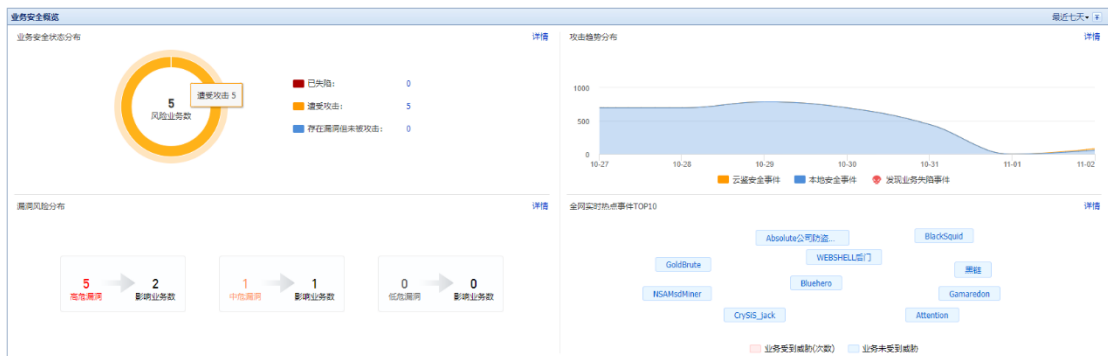 业务安全概览
最近七天
业务安全状态分布
详情
5
风险业务数
遭受攻击 5
已失陷：
0
遭受攻击：
5
存在漏洞但未被攻击：
0
攻击趋势分布
详情
1000
500
0
10-27
10-28
10-29
10-30
10-31
11-01
11-02
云鉴安全事件
本地安全事件
发现业务失陷事件
漏洞风险分布
详情
5
高危漏洞
2
影响业务数
1
中危漏洞
1
影响业务数
0
低危漏洞
0
影响业务数
全网实时热点事件TOP10
详情
Absolute公司防盗...
BlackSquid
WEBSHELL后门
GoldBrute
黑链
Bluehero
NSAMsdMiner
Gamaredon
CrySiS_Jack
Attention
业务受到威胁(次数)
业务未受到威胁